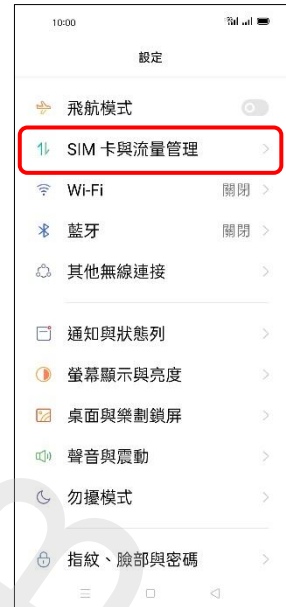 10:00
設定
飛航模式
SIM 卡與流量管理
Wi-Fi 關閉
藍牙 關閉
其他無線連接
通知與狀態列
螢幕顯示與亮度
桌面與樂劃鎖屏
聲音與震動
勿擾模式
指紋、臉部與密碼